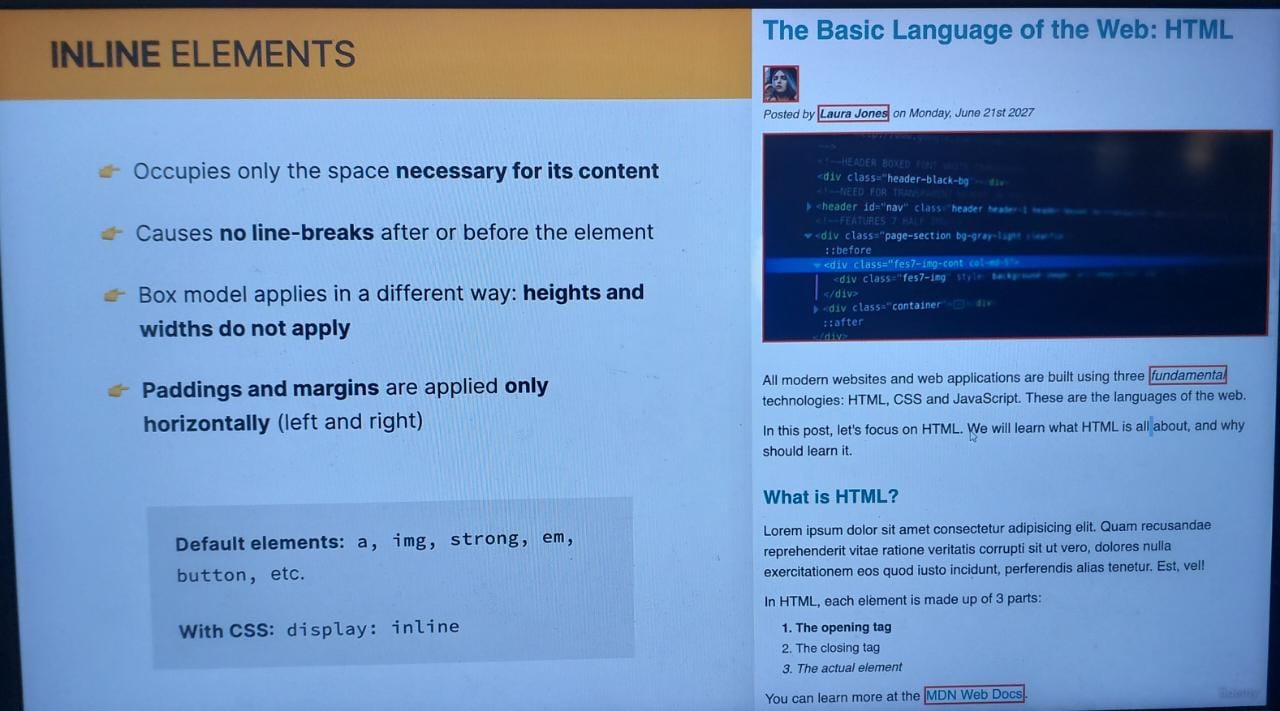 INLINE ELEMENTS
👉 Occupies only the space necessary for its content
👉 Causes no line-breaks after or before the element
👉 Box model applies in a different way: heights and
widths do not apply
👉 Paddings and margins are applied only
horizontally (left and right)
Default elements: a, img, strong, em,
button, etc.
With CSS: display: inline
The Basic Language of the Web: HTML
Posted by Laura Jones on Monday, June 21st 2027
-->
<!--HEADER BOXED FONT WHITE
<div class="header-black-bg" div
<!--NEED FOR TRANSPARENT
<header id="nav" class="header header-1
<!--FEATURES 7 HALF
<div class="page-section bg-gray-light
::before
<div class="fes7-img-cont col-md-5">
<div class="fes7-img style background
</div>
<div class="container" div
::after
</div>
All modern websites and web applications are built using three fundamental
technologies: HTML, CSS and JavaScript. These are the languages of the web.
In this post, let's focus on HTML. We will learn what HTML is all about, and why
should learn it.
What is HTML?
Lorem ipsum dolor sit amet consectetur adipisicing elit. Quam recusandae
reprehenderit vitae ratione veritatis corrupti sit ut vero, dolores nulla
exercitationem eos quod iusto incidunt, perferendis alias tenetur. Est, vel!
In HTML, each element is made up of 3 parts:
1. The opening tag
2. The closing tag
3. The actual element
You can learn more at the MDN Web Docs.